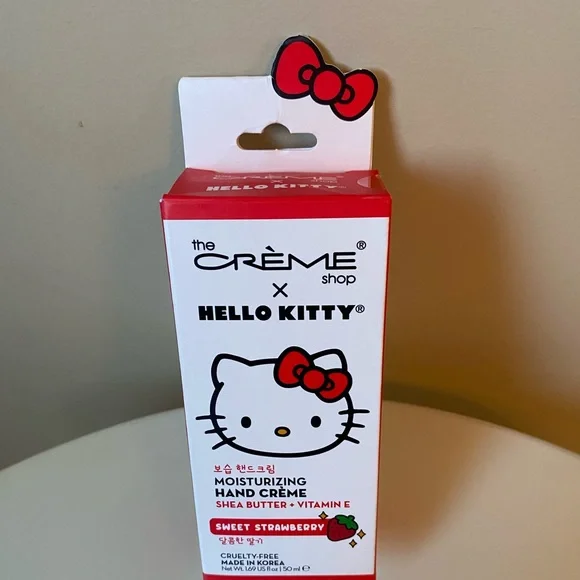 x
HELLO KITTY®
the
CRÈME®
shop
x
HELLO KITTY®
보습 핸드크림
MOISTURIZING
HAND CRÈME
SHEA BUTTER + VITAMIN E
SWEET STRAWBERRY
달콤한 딸기
CRUELTY-FREE
MADE IN KOREA
Net Wt. 1.69 US fl oz | 50 ml ℮